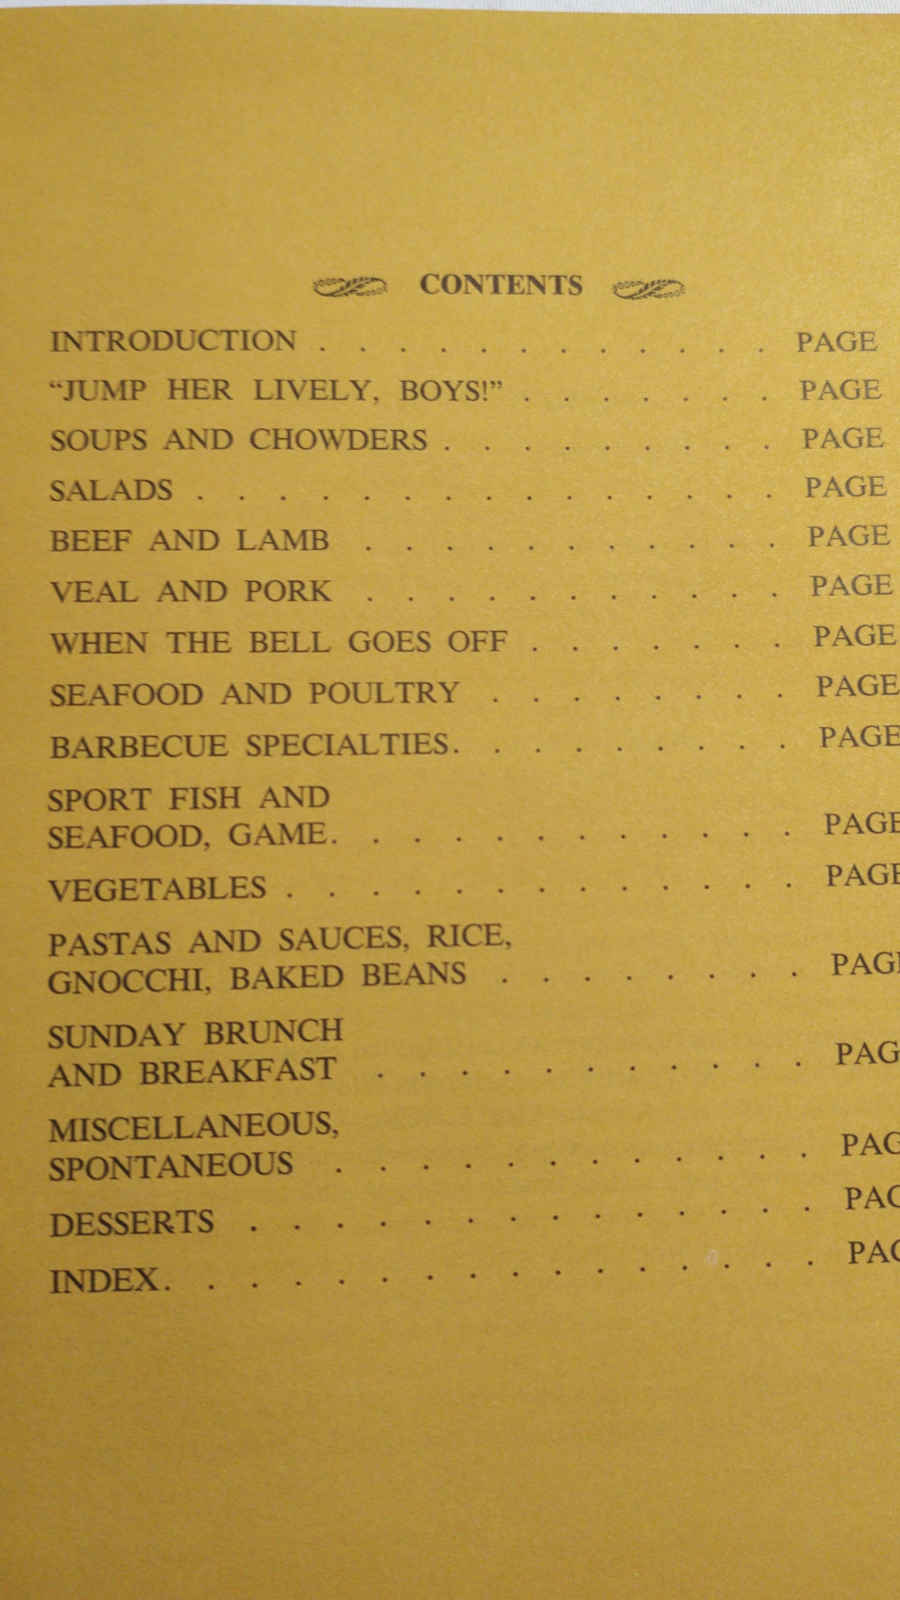 CONTENTS
INTRODUCTION . . . . . . . . . . . . PAGE
“JUMP HER LIVELY, BOYS!” . . . . . . . PAGE
SOUPS AND CHOWDERS . . . . . . . . . PAGE
SALADS . . . . . . . . . . . . . . . PAGE
BEEF AND LAMB . . . . . . . . . . . PAGE
VEAL AND PORK . . . . . . . . . . . PAGE
WHEN THE BELL GOES OFF . . . . . . . PAGE
SEAFOOD AND POULTRY . . . . . . . . PAGE
BARBECUE SPECIALTIES. . . . . . . . . PAGE
SPORT FISH AND
SEAFOOD, GAME. . . . . . . . . . . . PAGE
VEGETABLES . . . . . . . . . . . . . PAGE
PASTAS AND SAUCES, RICE,
GNOCCHI, BAKED BEANS . . . . . . . . PAGE
SUNDAY BRUNCH
AND BREAKFAST . . . . . . . . . . . PAG
MISCELLANEOUS,
SPONTANEOUS . . . . . . . . . . . . PAG
DESSERTS . . . . . . . . . . . . . . PAG
INDEX. . . . . . . . . . . . . . . . PAG